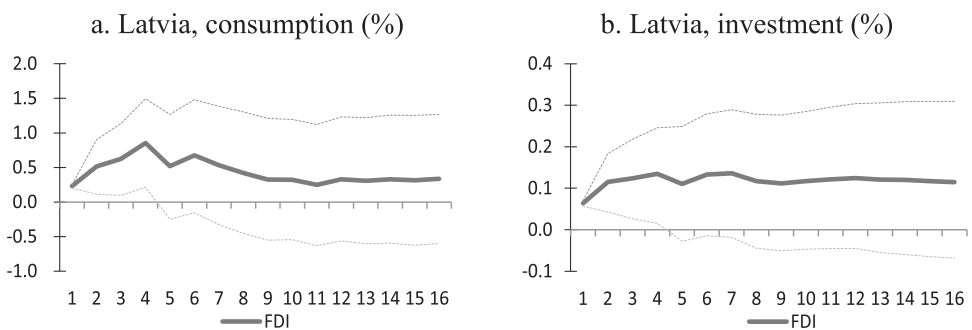 a. Latvia, consumption (%)
2.0
1.5
1.0
0.5
0.0
-0.5
-1.0
1 2 3 4 5 6 7 8 9 10 11 12 13 14 15 16
FDI
b. Latvia, investment (%)
0.4
0.3
0.2
0.1
0.0
-0.1
1 2 3 4 5 6 7 8 9 10 11 12 13 14 15 16
FDI